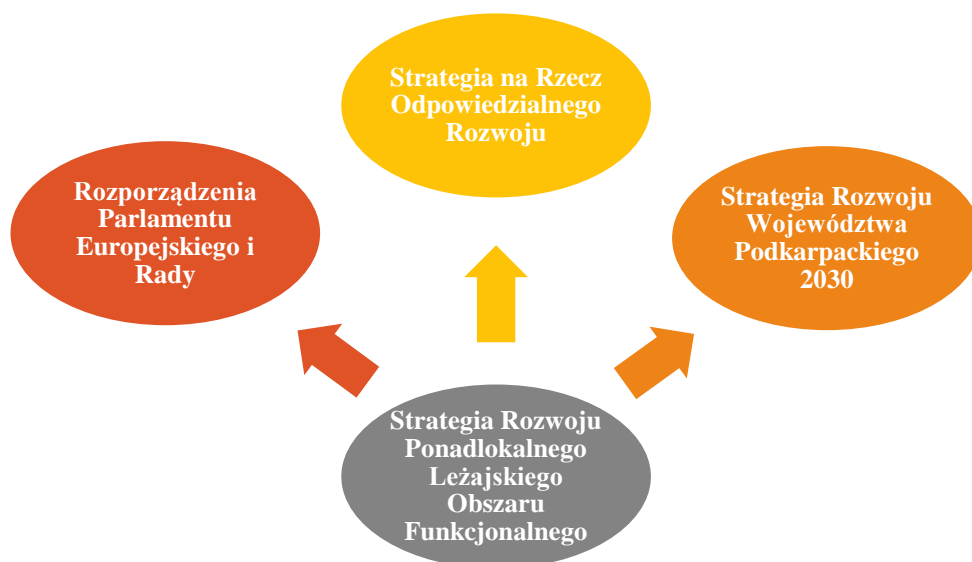 Strategia na Rzecz
Odpowiedzialnego
Rozwoju
Rozporządzenia
Parlamentu
Europejskiego i
Rady
Strategia Rozwoju
Województwa
Podkarpackiego
2030
Strategia Rozwoju
Ponadlokalnego
Leżajskiego
Obszaru
Funkcjonalnego